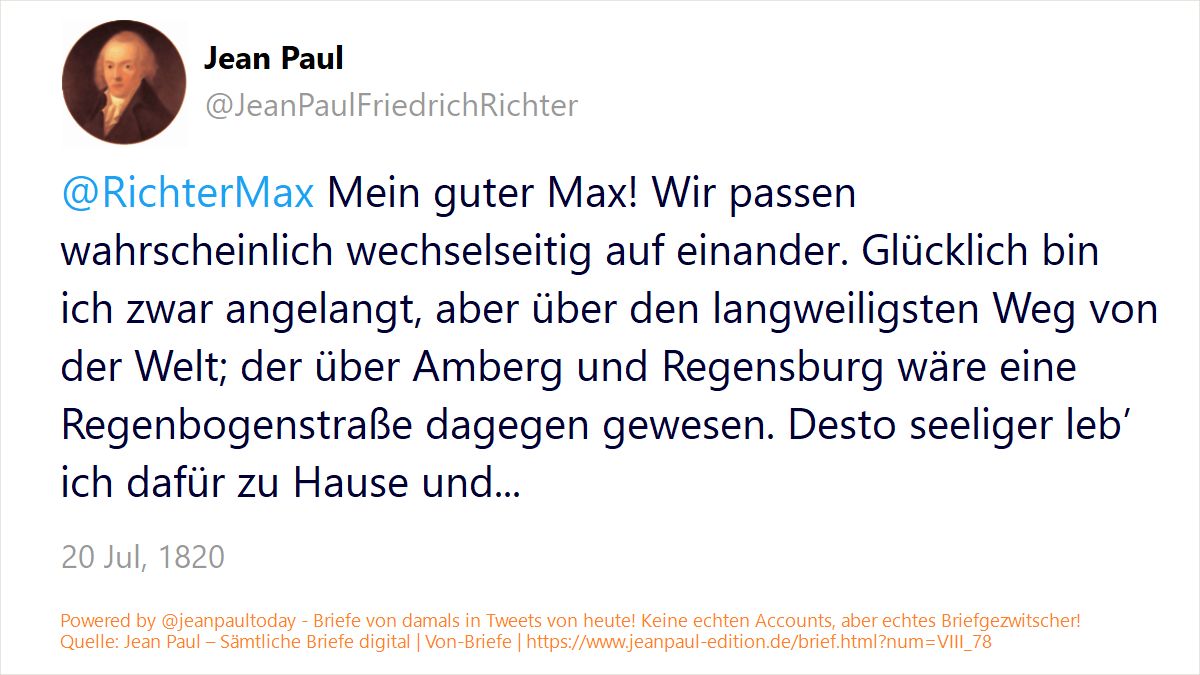 Jean Paul
@JeanPaulFriedrichRichter
@RichterMax Mein guter Max! Wir passen
wahrscheinlich wechselseitig auf einander. Glücklich bin
ich zwar angelangt, aber über den langweiligsten Weg von
der Welt; der über Amberg und Regensburg wäre eine
Regenbogenstraße dagegen gewesen. Desto seeliger leb’
ich dafür zu Hause und...
20 Jul, 1820
Powered by @jeanpaultoday - Briefe von damals in Tweets von heute! Keine echten Accounts, aber echtes Briefgezwitscher!
Quelle: Jean Paul – Sämtliche Briefe digital | Von-Briefe | https://www.jeanpaul-edition.de/brief.html?num=VIII_78